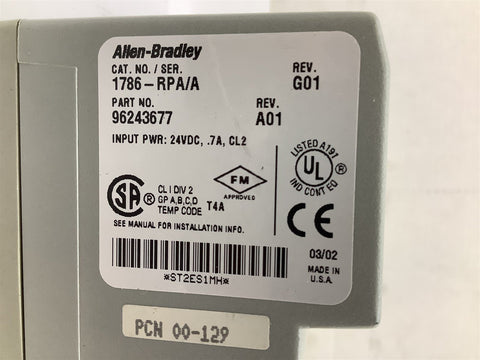 Allen-Bradley
CAT. NO. / SER. REV.
1786-RPA/A G01
PART NO. REV.
96243677 A01
INPUT PWR: 24VDC, .7A, CL2
LISTED A191
UL ®
IND CONT EQ
FM
APPROVED
SA ®
CL I DIV 2
GP A,B,C,D
TEMP CODE T4A
CE
SEE MANUAL FOR INSTALLATION INFO.
03/02
MADE IN
U.S.A.
*ST2ES1MH*
PCN 00-129